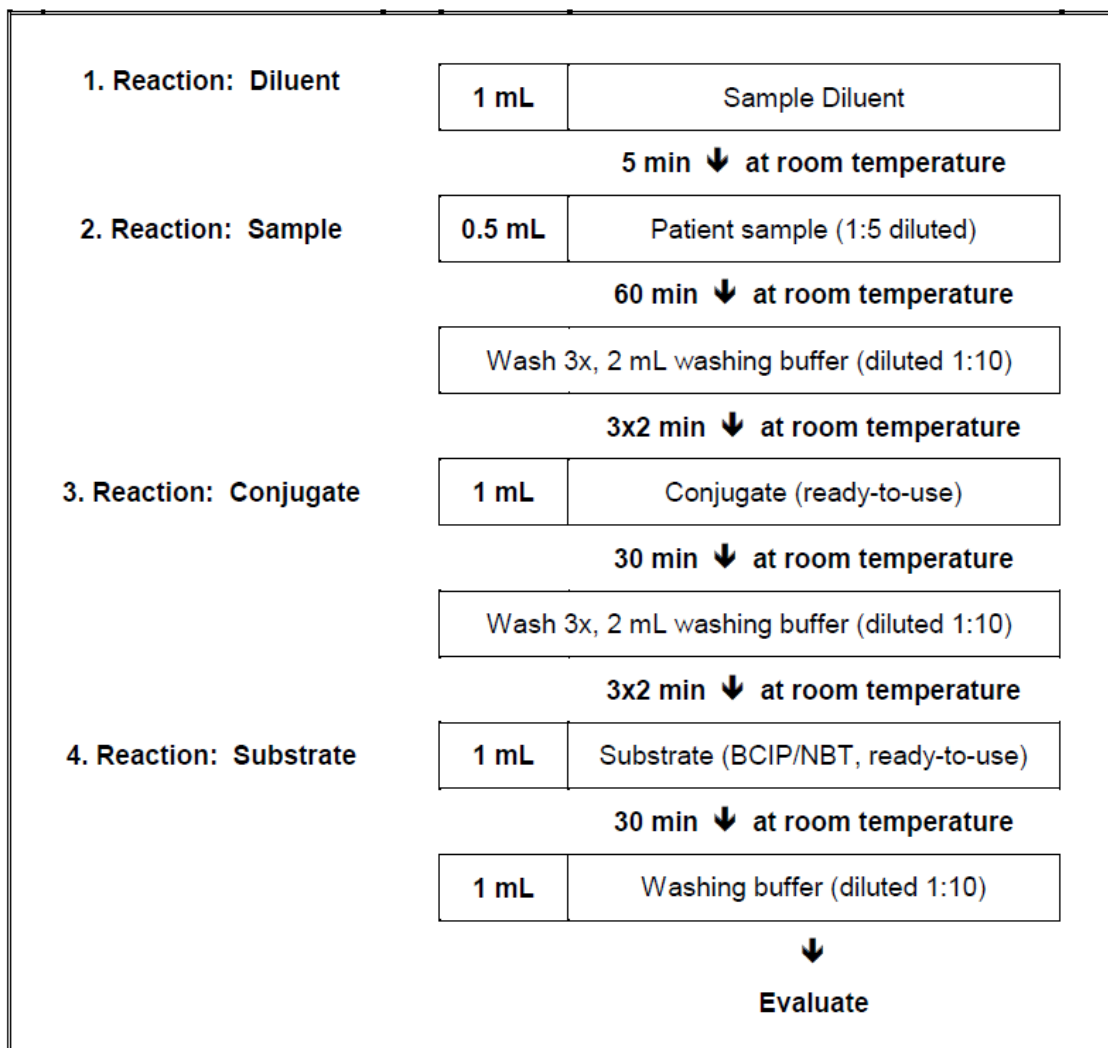 1. Reaction: Diluent
1 mL Sample Diluent
5 min 🡻 at room temperature
2. Reaction: Sample
0.5 mL Patient sample (1:5 diluted)
60 min 🡻 at room temperature
Wash 3x, 2 mL washing buffer (diluted 1:10)
3x2 min 🡻 at room temperature
3. Reaction: Conjugate
1 mL Conjugate (ready-to-use)
30 min 🡻 at room temperature
Wash 3x, 2 mL washing buffer (diluted 1:10)
3x2 min 🡻 at room temperature
4. Reaction: Substrate
1 mL Substrate (BCIP/NBT, ready-to-use)
30 min 🡻 at room temperature
1 mL Washing buffer (diluted 1:10)
🡻
Evaluate